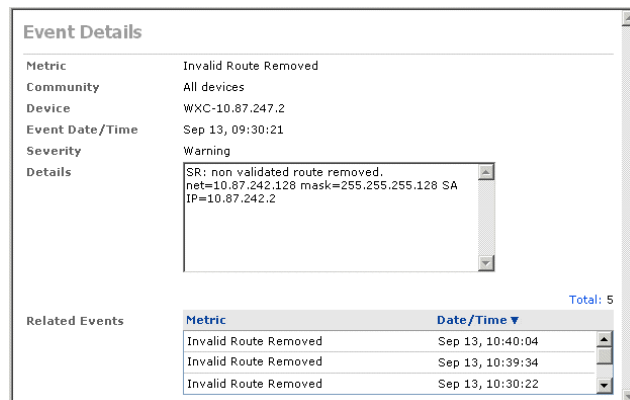 Event Details
Metric Invalid Route Removed
Community All devices
Device WXC-10.87.247.2
Event Date/Time Sep 13, 09:30:21
Severity Warning
Details SR: non validated route removed.
net=10.87.242.128 mask=255.255.255.128 SA
IP=10.87.242.2
Total: 5
Related Events Metric Date/Time ▼
Invalid Route Removed Sep 13, 10:40:04
Invalid Route Removed Sep 13, 10:39:34
Invalid Route Removed Sep 13, 10:30:22